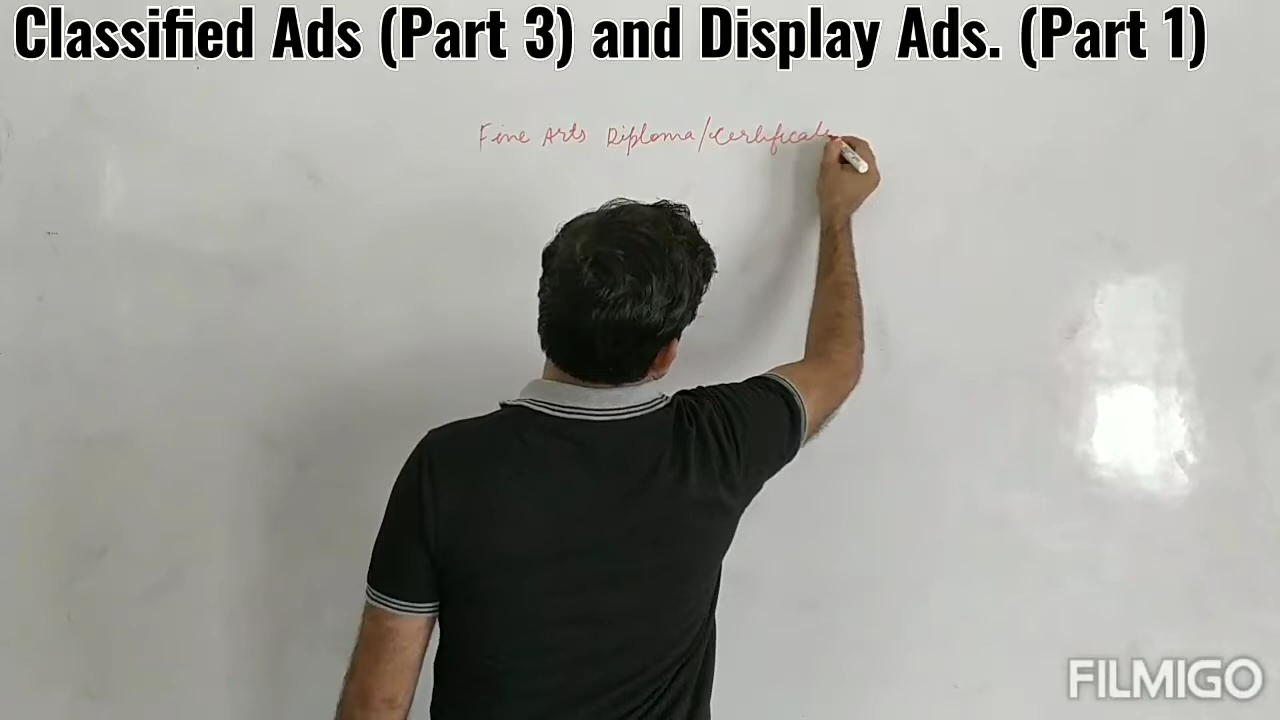 Classified Ads (Part 3) and Display Ads. (Part 1)
Fine Arts Diploma/Certificate
FILMIGO